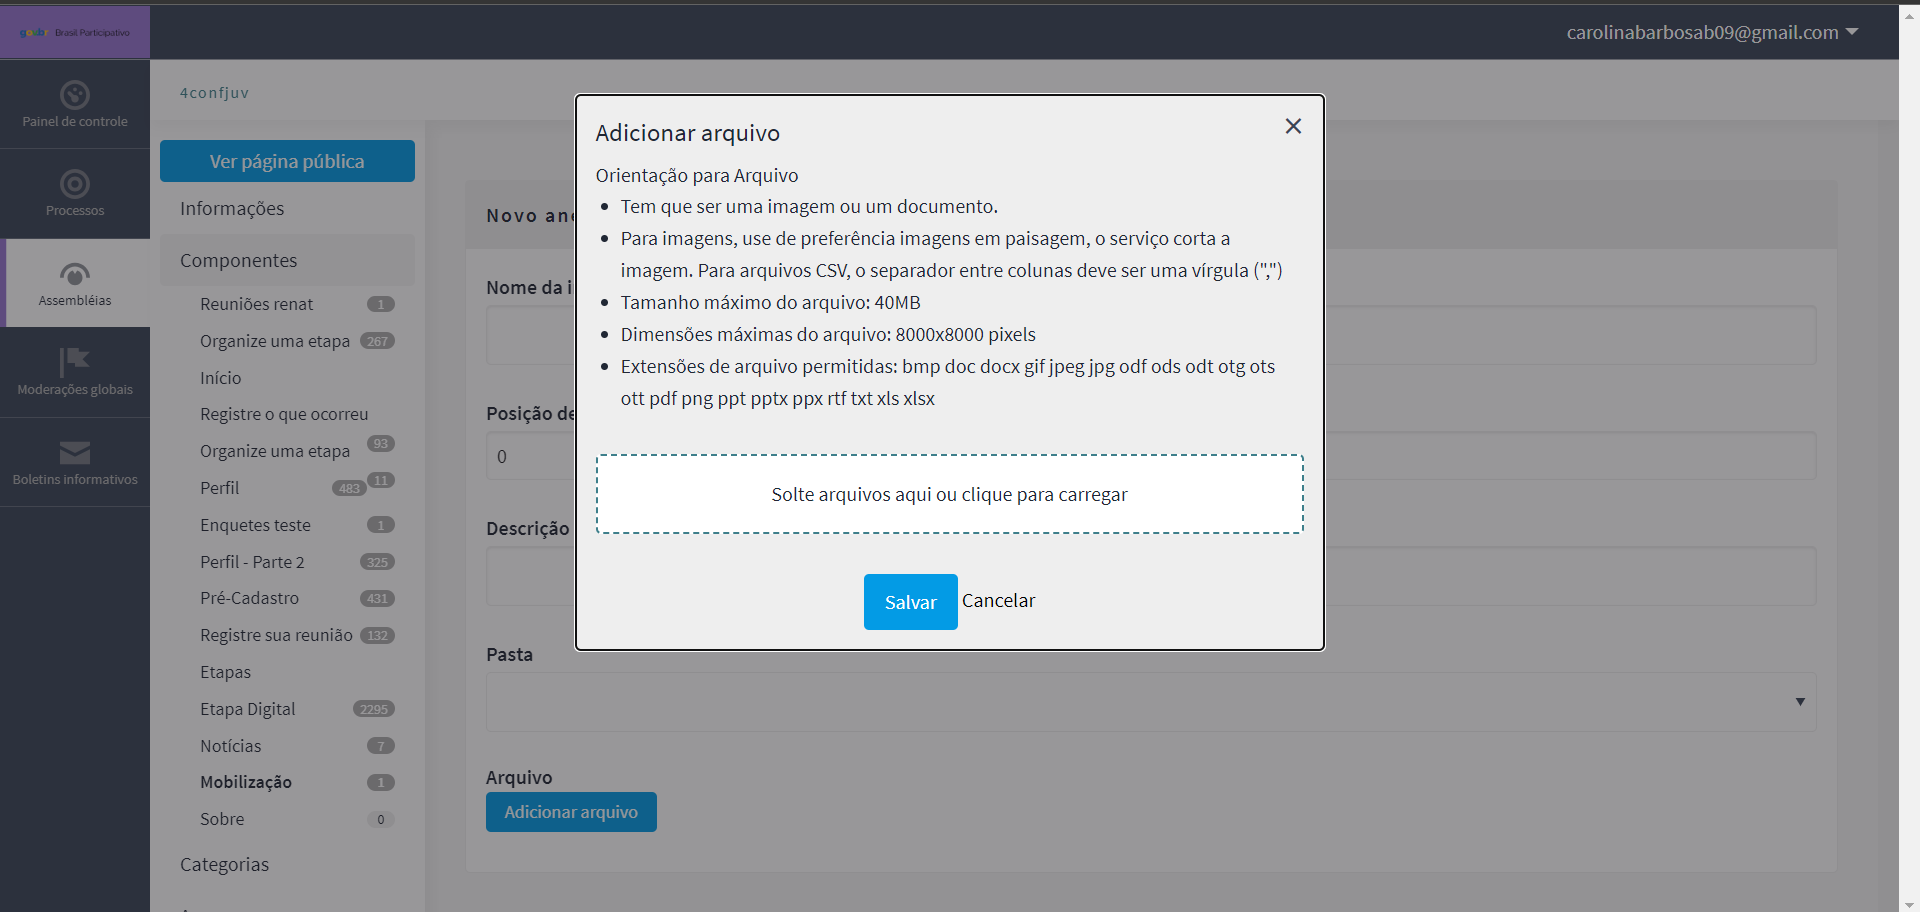 gov.br Brasil Participativo
carolinabarbosab09@gmail.com
Painel de controle
Processos
Assembléias
Moderações globais
Boletins informativos
4confjuv
Ver página pública
Informações
Componentes
Reuniões renat 1
Organize uma etapa 267
Início
Registre o que ocorreu
93
Organize uma etapa
11
Perfil 483
Enquetes teste 1
Perfil - Parte 2 325
Pré-Cadastro 431
Registre sua reunião 132
Etapas
Etapa Digital 2295
Notícias 7
Mobilização 1
Sobre 0
Categorias
Novo
Nome da
Posição
0
Descrição
Pasta
Arquivo
Adicionar arquivo
Adicionar arquivo
Orientação para Arquivo
Tem que ser uma imagem ou um documento.
Para imagens, use de preferência imagens em paisagem, o serviço corta a
imagem. Para arquivos CSV, o separador entre colunas deve ser uma vírgula (",")
Tamanho máximo do arquivo: 40MB
Dimensões máximas do arquivo: 8000x8000 pixels
Extensões de arquivo permitidas: bmp doc docx gif jpeg jpg odf ods odt otg ots
ott pdf png ppt pptx ppx rtf txt xls xlsx
Solte arquivos aqui ou clique para carregar
Salvar Cancelar